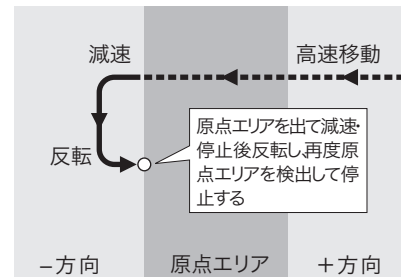 減速
高速移動
原点エリアを出て減速・
停止後反転し、再度原
点エリアを検出して停
止する
反転
−方向
原点エリア
＋方向